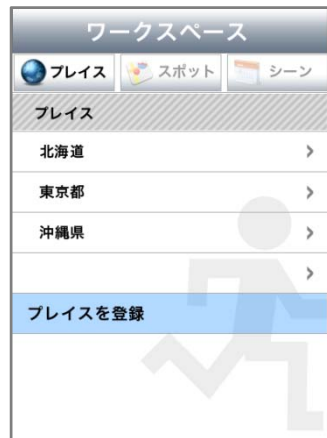 ワークスペース
プレイス スポット シーン
プレイス
北海道
東京都
沖縄県
プレイスを登録